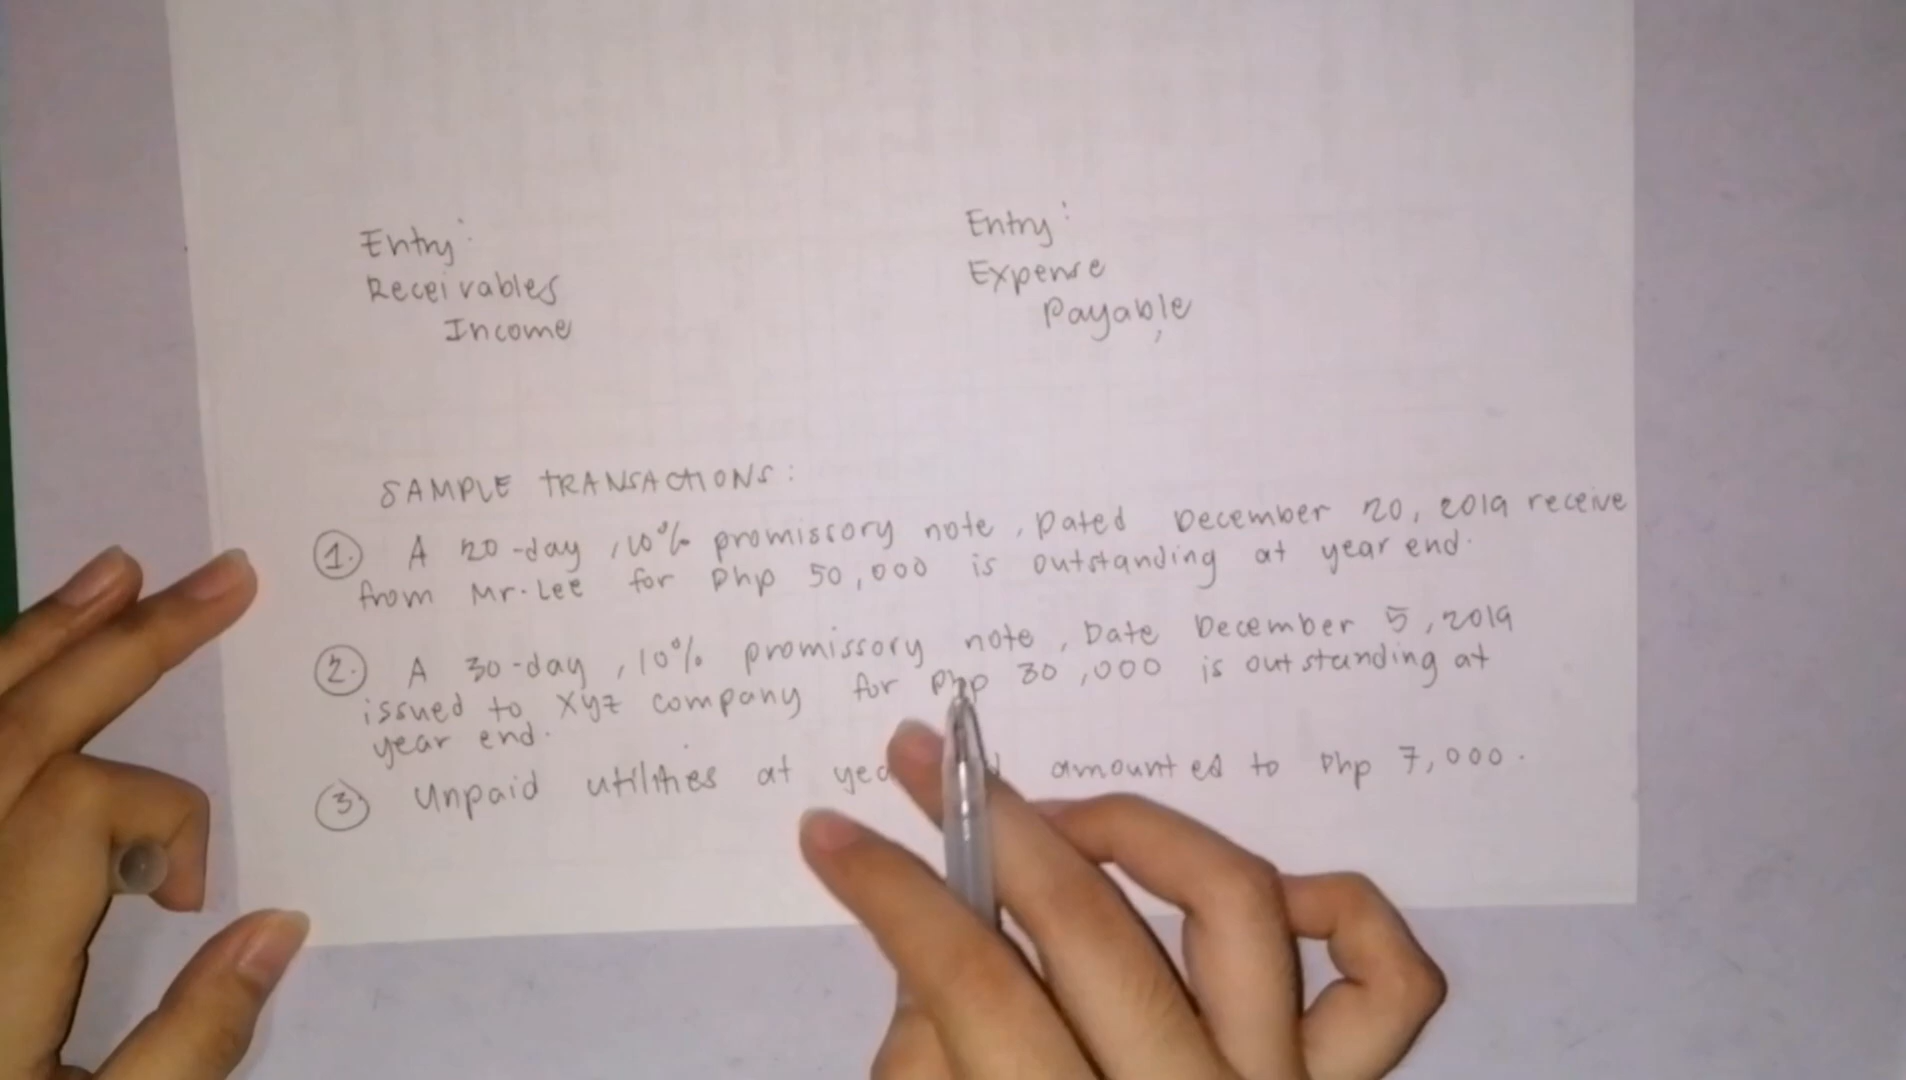 Entry:
Receivables
Income
Entry:
Expense
Payable
SAMPLE TRANSACTIONS:
1. A 20-day, 10% promissory note, Dated December 20, 2019 receive
from Mr. Lee for Php 50,000 is outstanding at year end.
2. A 30-day, 10% promissory note, Date December 5, 2019
issued to XYZ company for Php 30,000 is outstanding at
year end.
3. Unpaid utilities at amounted to Php 7,000.